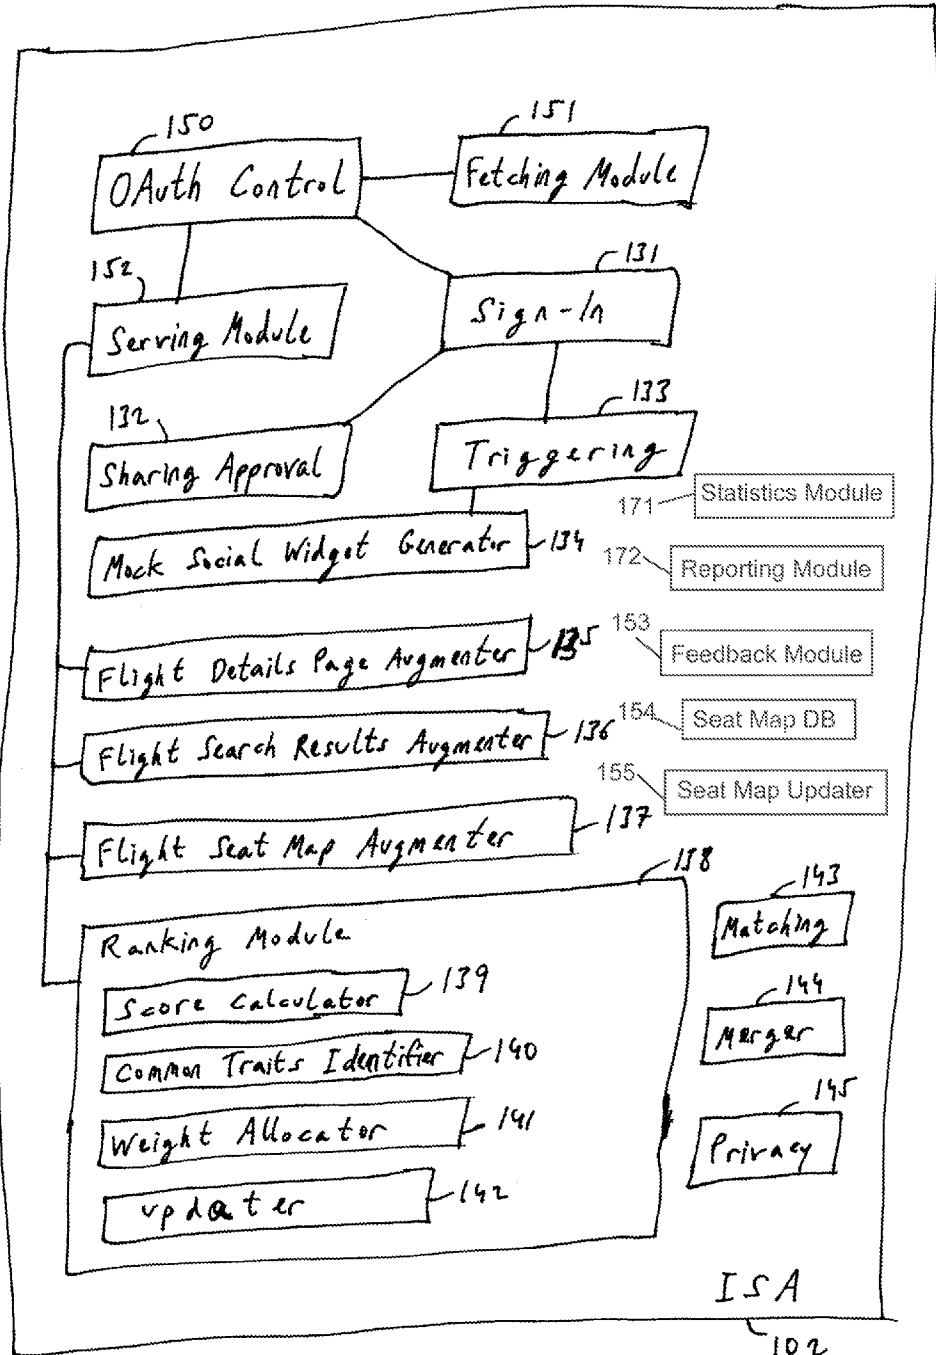 150
OAuth Control
151
Fetching Module
152
Serving Module
131
Sign-In
132
Sharing Approval
133
Triggering
171
Statistics Module
Mock Social Widget Generator
134
172
Reporting Module
153
Feedback Module
Flight Details Page Augmenter
135
154
Seat Map DB
Flight Search Results Augmenter
136
155
Seat Map Updater
Flight Seat Map Augmenter
137
138
Ranking Module
143
Matching
Score Calculator
139
144
Merger
Common Traits Identifier
140
Weight Allocator
141
145
Privacy
updater
142
ISA
102